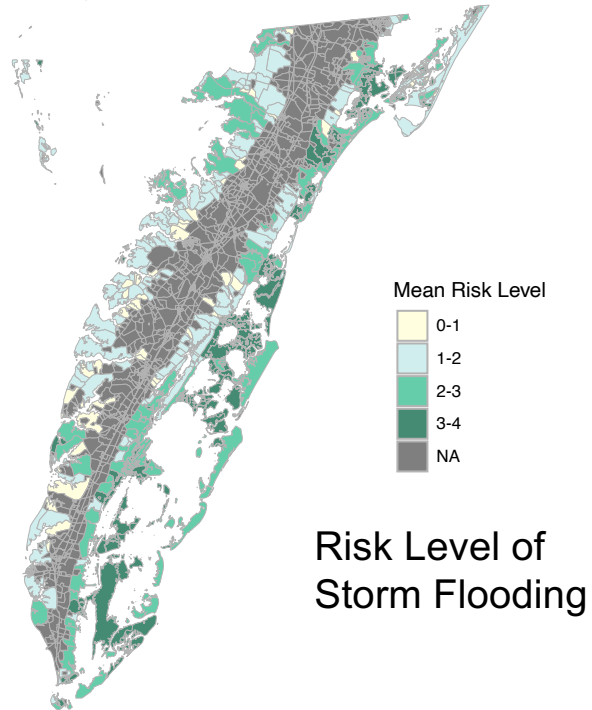 Mean Risk Level
0-1
1-2
2-3
3-4
NA
Risk Level of
Storm Flooding